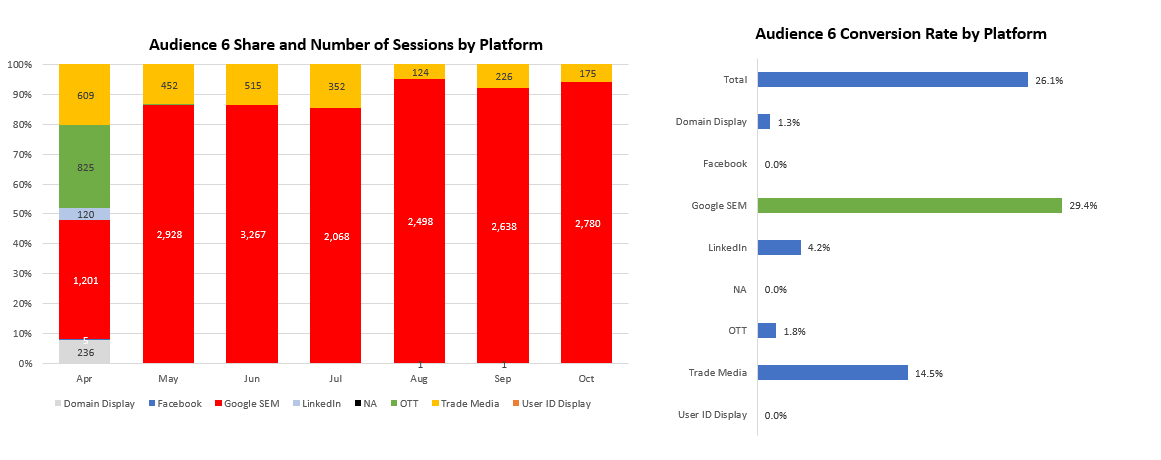 Audience 6 Share and Number of Sessions by Platform
100%
90%
80%
70%
60%
50%
40%
30%
20%
10%
0%
609
825
120
1,201
5
236
452
2,928
515
3,267
352
2,068
124
2,498
1
226
2,638
1
175
2,780
Apr May Jun Jul Aug Sep Oct
Domain Display Facebook Google SEM LinkedIn NA OTT Trade Media User ID Display
Audience 6 Conversion Rate by Platform
Total 26.1%
Domain Display 1.3%
Facebook 0.0%
Google SEM 29.4%
LinkedIn 4.2%
NA 0.0%
OTT 1.8%
Trade Media 14.5%
User ID Display 0.0%